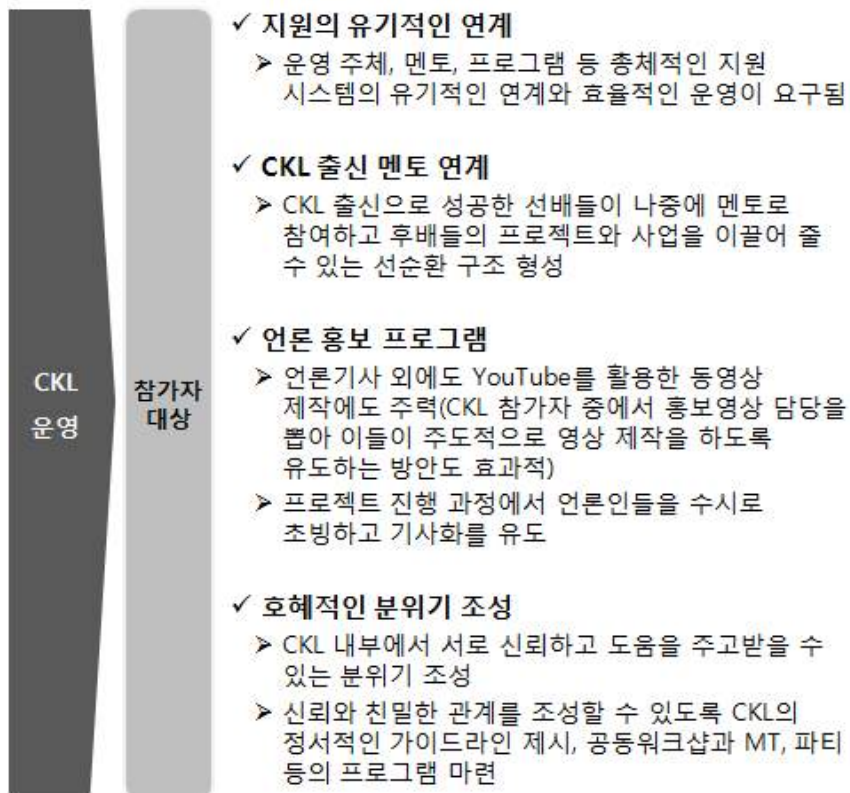 CKL
운영
참가자
대상
✓ 지원의 유기적인 연계
➢ 운영 주체, 멘토, 프로그램 등 총체적인 지원
시스템의 유기적인 연계와 효율적인 운영이 요구됨
✓ CKL 출신 멘토 연계
➢ CKL 출신으로 성공한 선배들이 나중에 멘토로
참여하고 후배들의 프로젝트와 사업을 이끌어 줄
수 있는 선순환 구조 형성
✓ 언론 홍보 프로그램
➢ 언론기사 외에도 YouTube를 활용한 동영상
제작에도 주력(CKL 참가자 중에서 홍보영상 담당을
뽑아 이들이 주도적으로 영상 제작을 하도록
유도하는 방안도 효과적)
➢ 프로젝트 진행 과정에서 언론인들을 수시로
초빙하고 기사화를 유도
✓ 호혜적인 분위기 조성
➢ CKL 내부에서 서로 신뢰하고 도움을 주고받을 수
있는 분위기 조성
➢ 신뢰와 친밀한 관계를 조성할 수 있도록 CKL의
정서적인 가이드라인 제시, 공동워크샵과 MT, 파티
등의 프로그램 마련